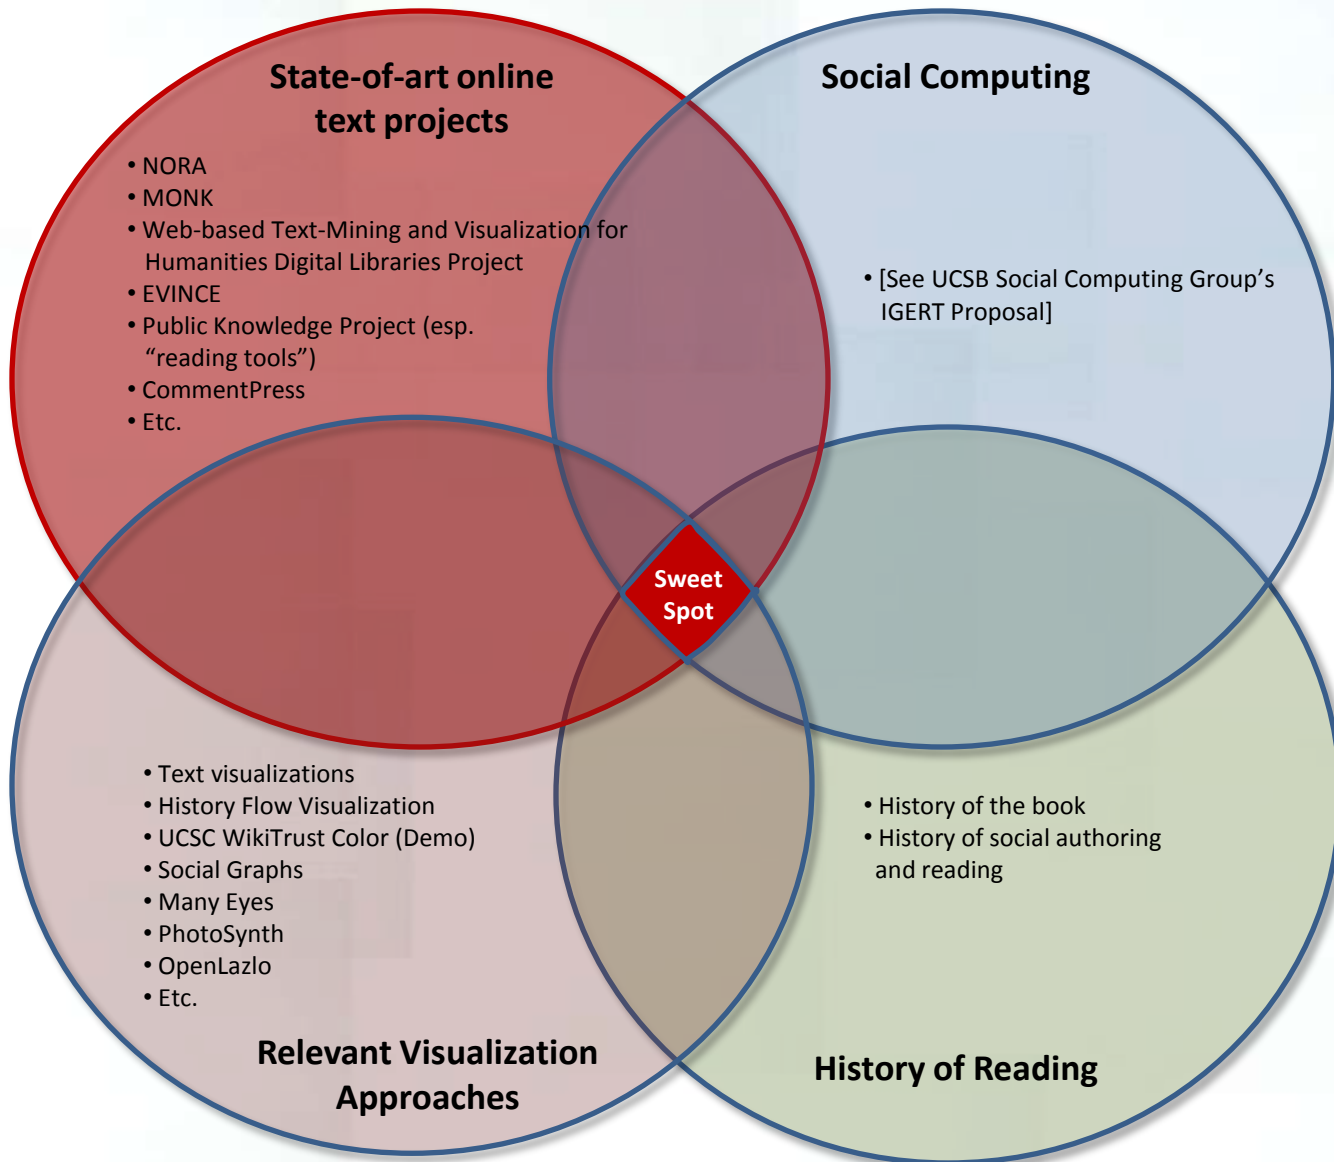 State-of-art online
text projects
• NORA
• MONK
• Web-based Text-Mining and Visualization for
Humanities Digital Libraries Project
• EVINCE
• Public Knowledge Project (esp.
“reading tools”)
• CommentPress
• Etc.
Social Computing
• [See UCSB Social Computing Group’s
IGERT Proposal]
Sweet
Spot
• Text visualizations
• History Flow Visualization
• UCSC WikiTrust Color (Demo)
• Social Graphs
• Many Eyes
• PhotoSynth
• OpenLazlo
• Etc.
Relevant Visualization
Approaches
• History of the book
• History of social authoring
and reading
History of Reading